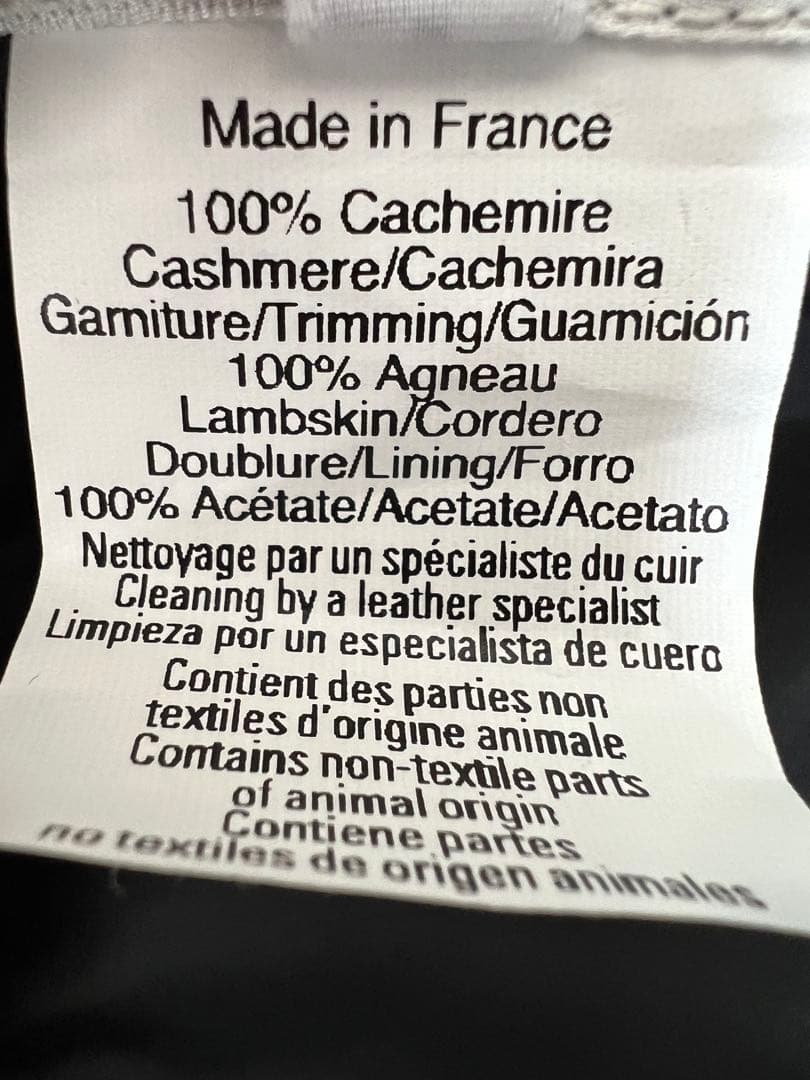 Made in France
100% Cachemire
Cashmere/Cachemira
Garniture/Trimming/Guarnición
100% Agneau
Lambskin/Cordero
Doublure/Lining/Forro
100% Acétate/Acetate/Acetato
Nettoyage par un spécialiste du cuir
Cleaning by a leather specialist
Limpieza por un especialista de cuero
Contient des parties non
textiles d'origine animale
Contains non-textile parts
of animal origin
Contiene partes
no textiles de origen animales